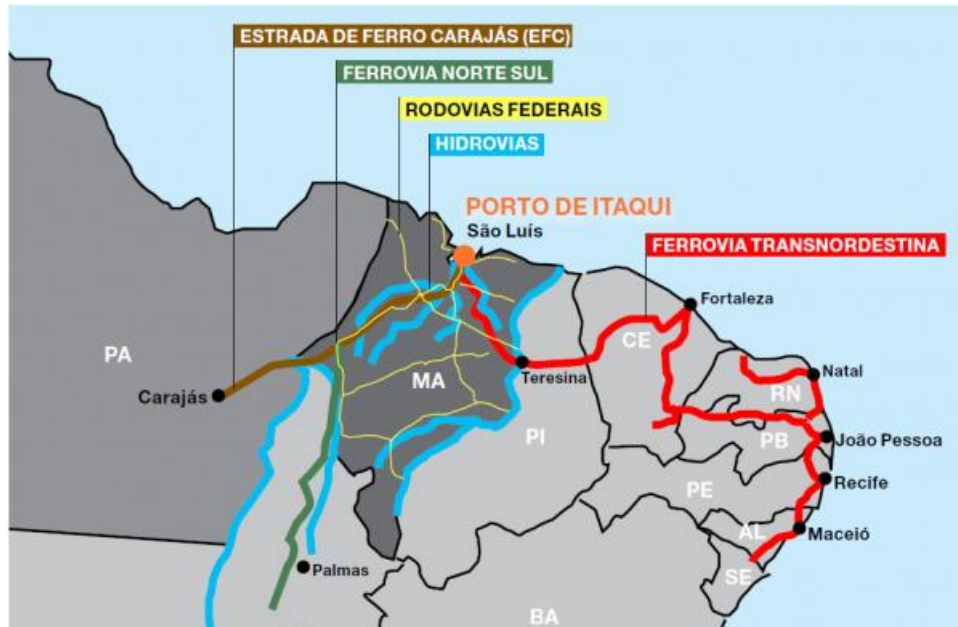 ESTRADA DE FERRO CARAJÁS (EFC)
FERROVIA NORTE SUL
RODOVIAS FEDERAIS
HIDROVIAS
PORTO DE ITAQUI
São Luís
FERROVIA TRANSNORDESTINA
Fortaleza
CE
PA
Teresina
Natal
MA
RN
Carajás
PI
PB
João Pessoa
PE
Recife
AL
Maceió
Palmas
SE
BA